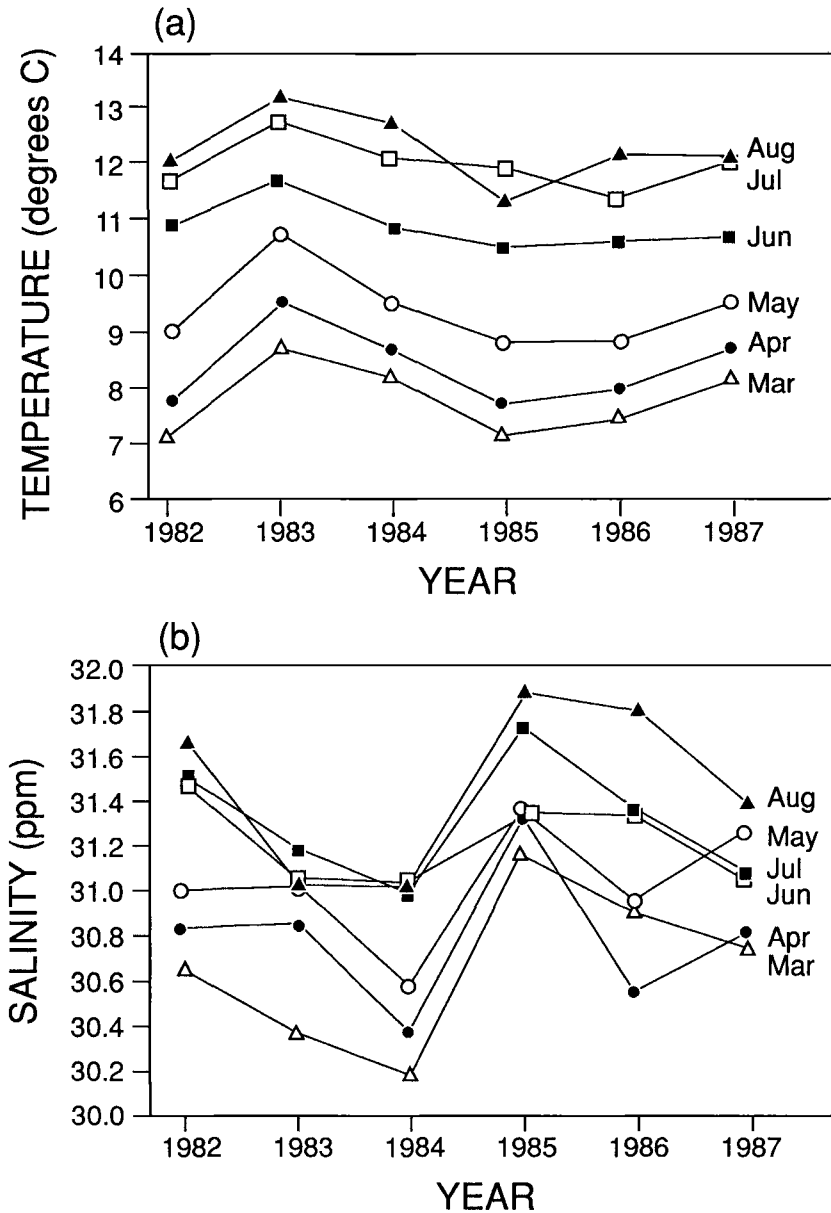 (a)
TEMPERATURE (degrees C)
14
13
12
11
10
9
8
7
6
Aug
Jul
Jun
May
Apr
Mar
1982 1983 1984 1985 1986 1987
YEAR
(b)
SALINITY (ppm)
32.0
31.8
31.6
31.4
31.2
31.0
30.8
30.6
30.4
30.2
30.0
Aug
May
Jul
Jun
Apr
Mar
1982 1983 1984 1985 1986 1987
YEAR